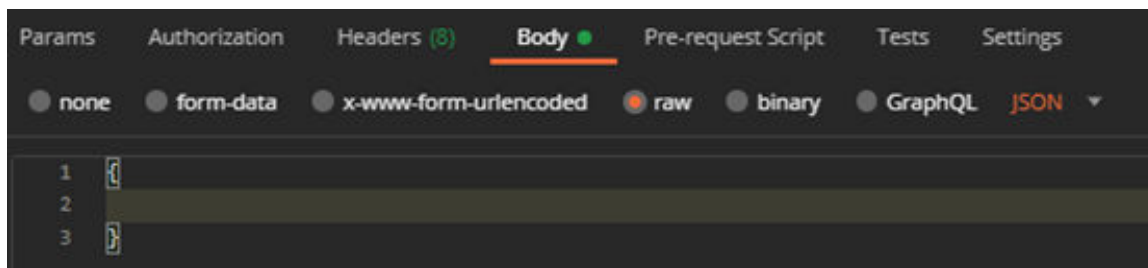 Params Authorization Headers (8) Body Pre-request Script Tests Settings
none form-data x-www-form-urlencoded raw binary GraphQL JSON
1 {
2
3 }